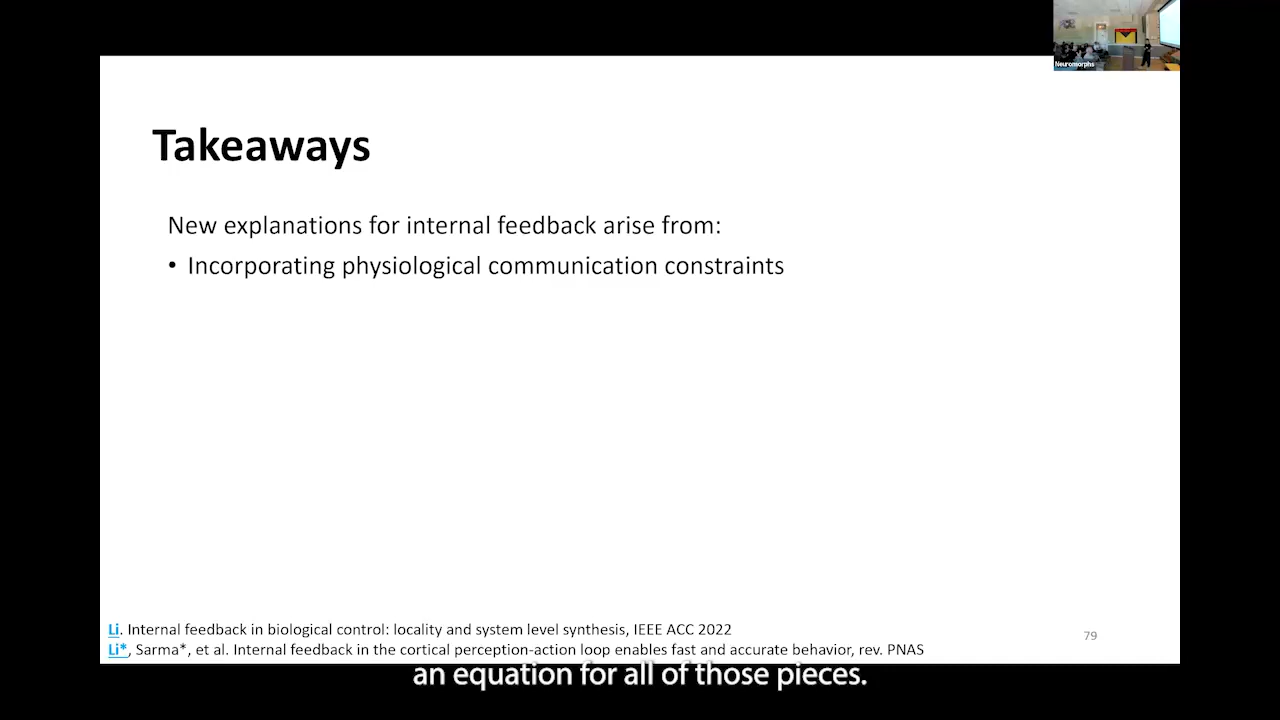 Neuromorphs
Takeaways
New explanations for internal feedback arise from:
• Incorporating physiological communication constraints
Li. Internal feedback in biological control: locality and system level synthesis, IEEE ACC 2022
79
Li*, Sarma*, et al. Internal feedback in the cortical perception-action loop enables fast and accurate behavior, rev. PNAS
an equation for all of those pieces.